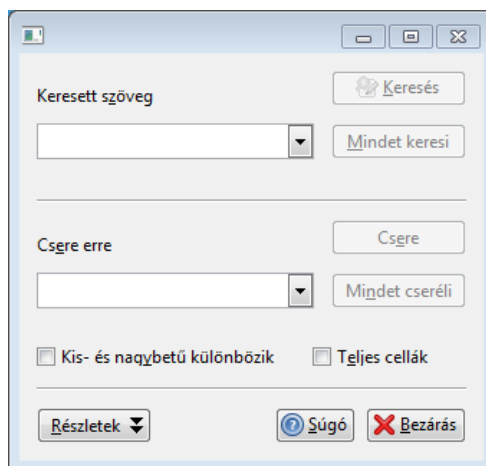 Keresett szöveg
Keresés
Mindet keresi
Csere erre
Csere
Mindet cseréli
Kis- és nagybetű különbözik
Teljes cellák
Részletek
Súgó
Bezárás